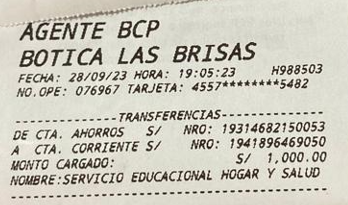 AGENTE BCP
BOTICA LAS BRISAS
FECHA: 28/09/23 HORA: 19:05:23 H988503
NO.OPE: 076967 TARJETA: 4557********5482
------------TRANSFERENCIAS------------
DE CTA. AHORROS S/ NRO: 19314682150053
A CTA. CORRIENTE S/ NRO: 1941896469050
MONTO CARGADO: S/ 1,000.00
NOMBRE:SERVICIO EDUCACIONAL HOGAR Y SALUD